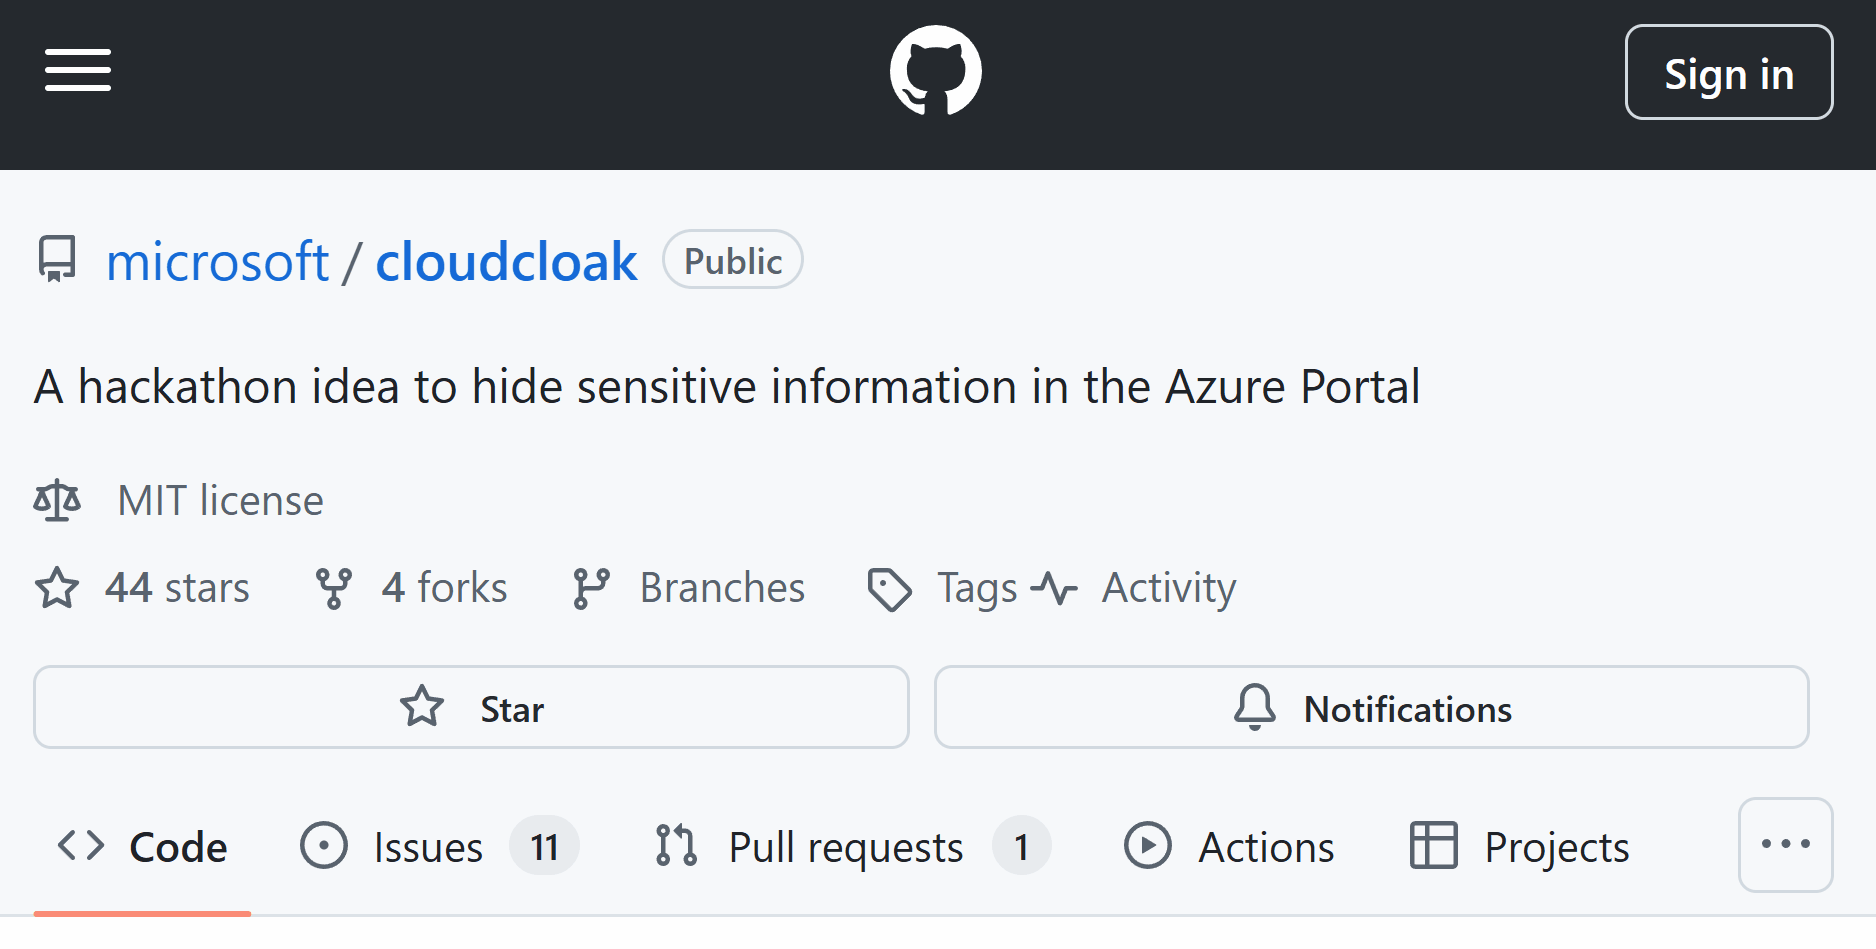 Sign in
microsoft / cloudcloak Public
A hackathon idea to hide sensitive information in the Azure Portal
MIT license
44 stars 4 forks Branches Tags Activity
Star Notifications
Code Issues 11 Pull requests 1 Actions Projects